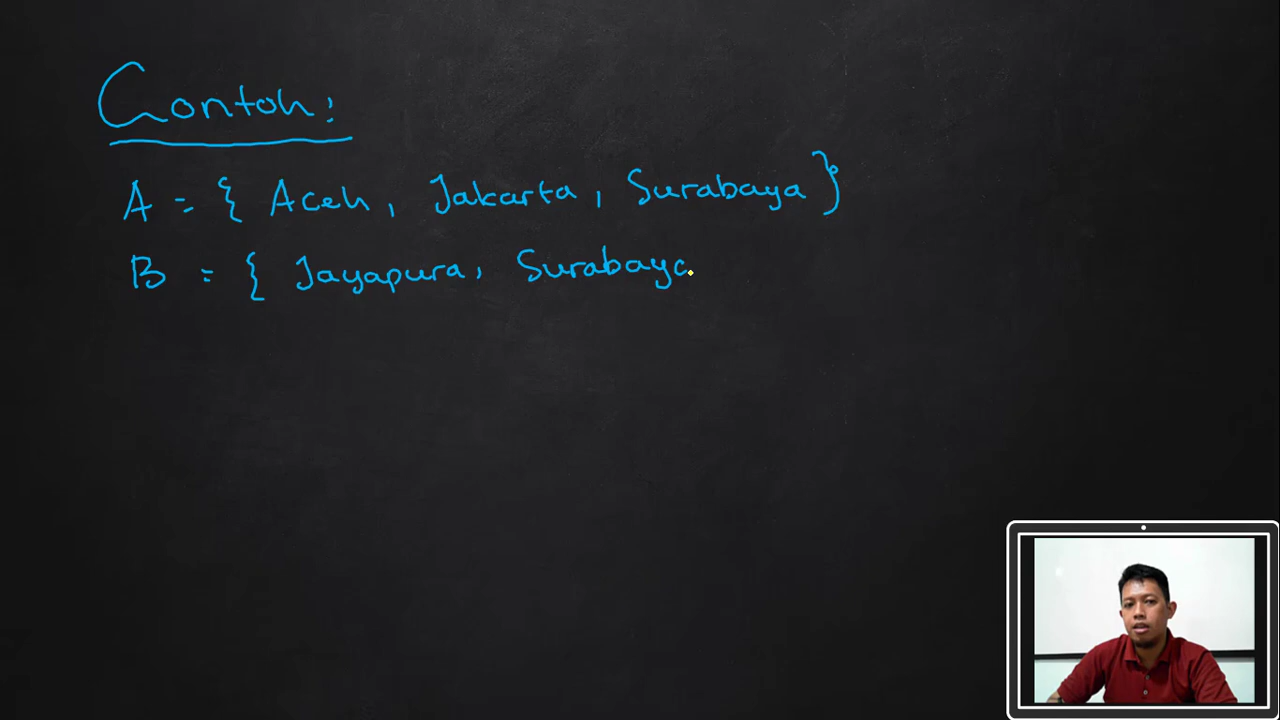 Contoh:
A = { Aceh, Jakarta, Surabaya }
B = { Jayapura, Surabaya